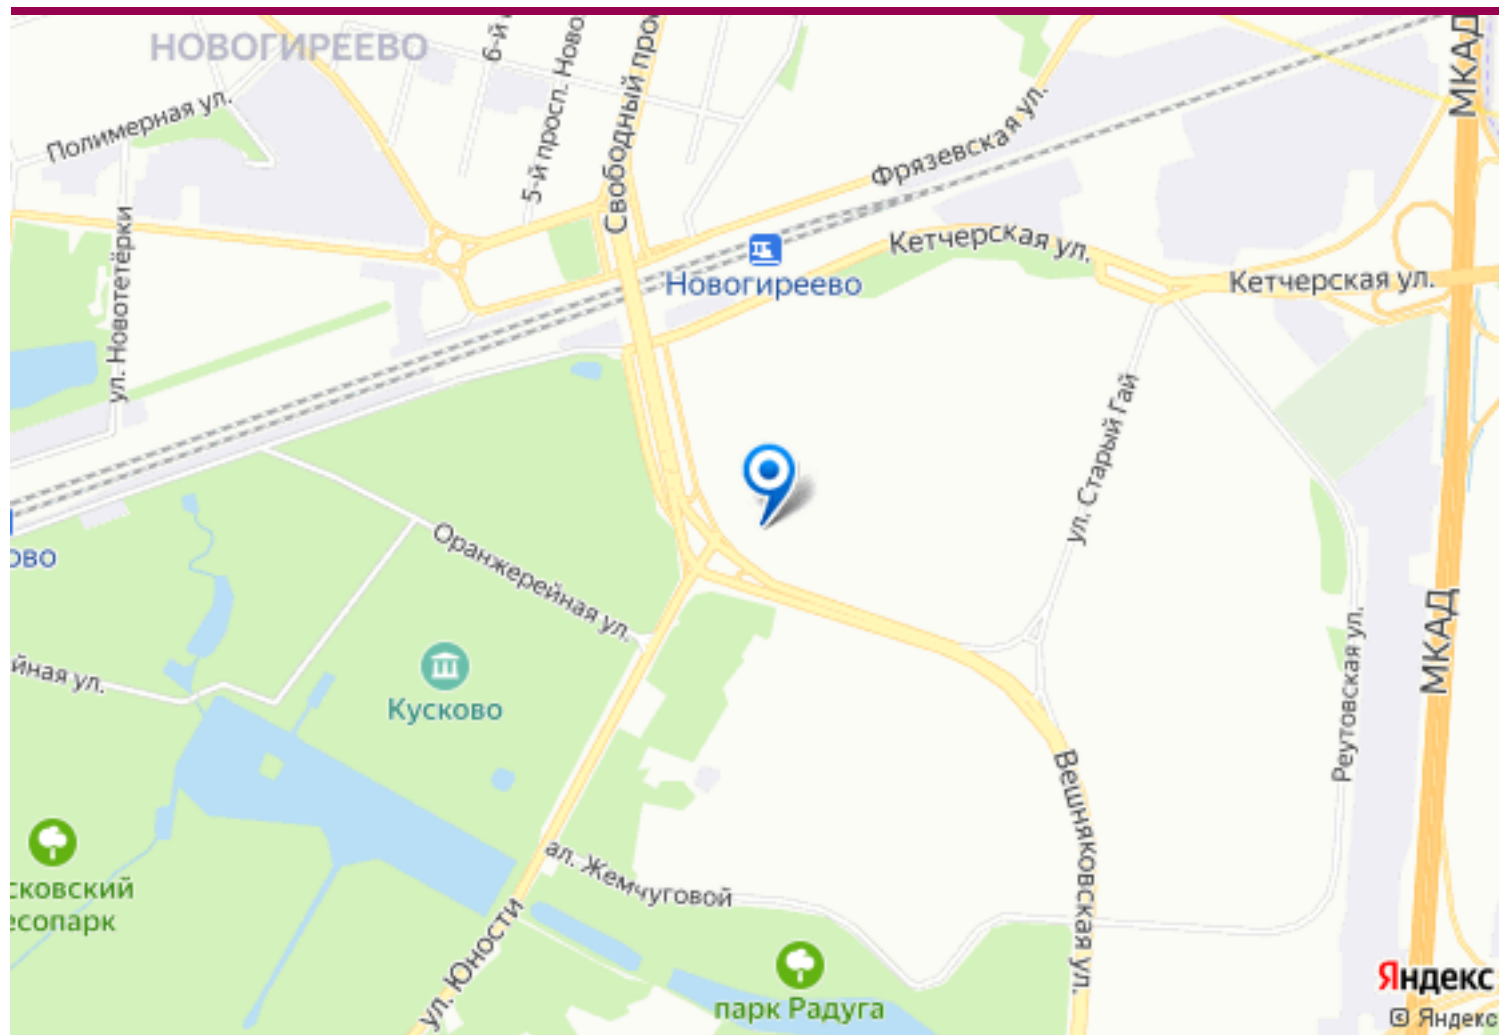 НОВОГИРЕЕВО
6-й
5-й просп. Ново
Свободный про
МКАД
Полимерная ул.
Фрязевская ул.
ул. Новотетёрки
Новогиреево
Кетчерская ул.
Кетчерская ул.
ул. Старый Гай
ово
Оранжерейная ул.
йная ул.
Кусково
МКАД
Реутовская ул.
Вешняковская ул.
сковский
есопарк
ал. Жемчуговой
ул. Юности
парк Радуга
Яндекс
© Яндекс